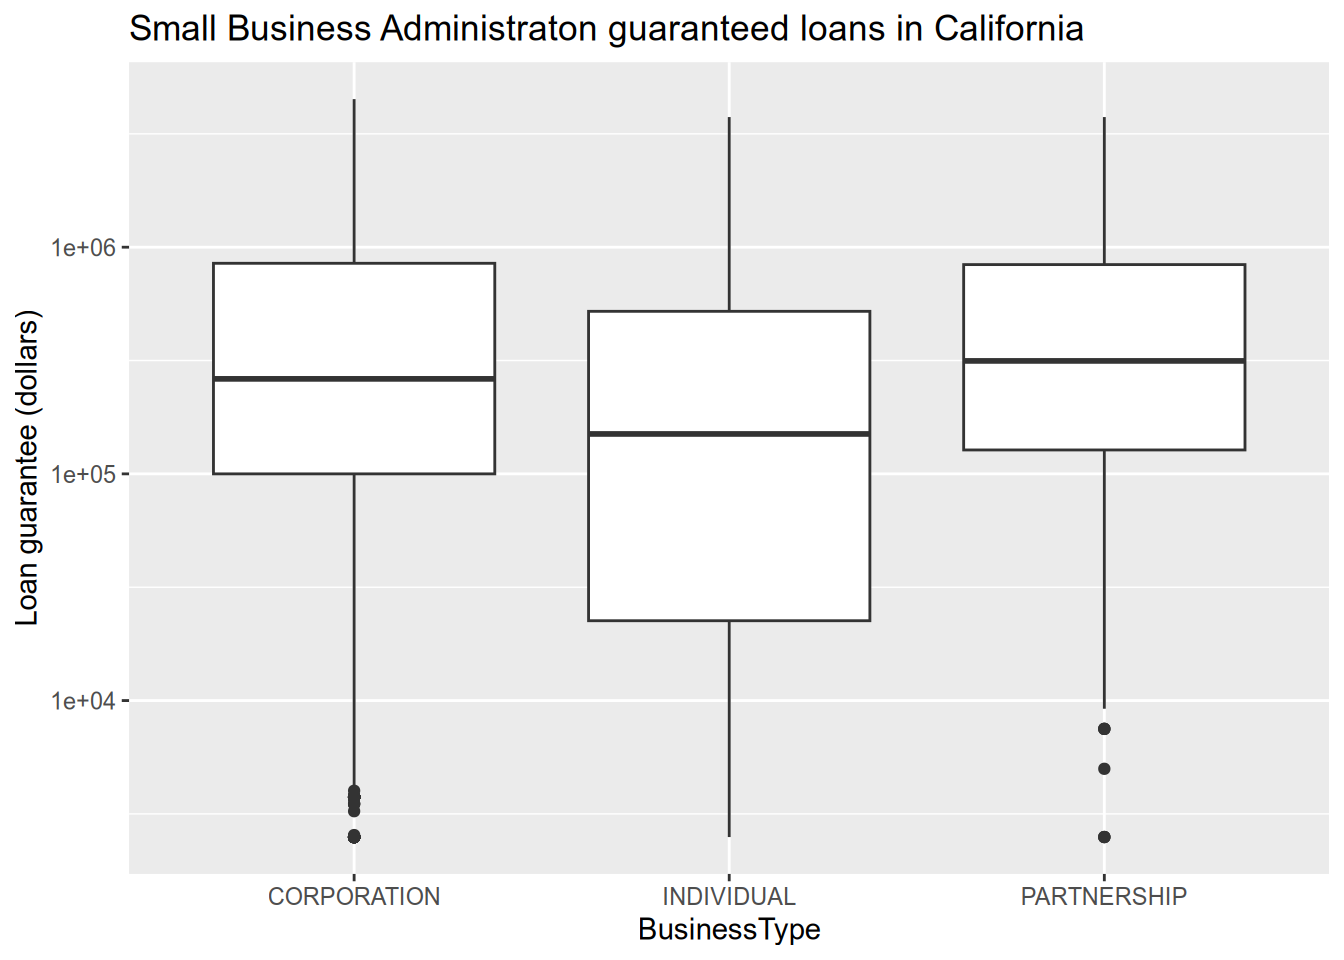 Small Business Administraton guaranteed loans in California
Loan guarantee (dollars)
1e+06
1e+05
1e+04
CORPORATION
INDIVIDUAL
PARTNERSHIP
BusinessType